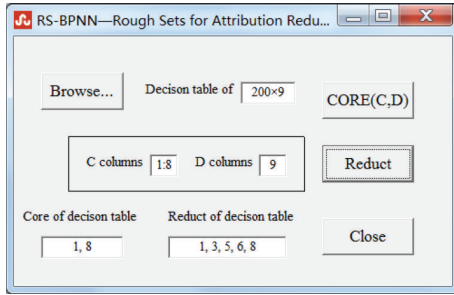 RS-BPNN—Rough Sets for Attribution Redu...
Browse...
Decison table of 200×9
CORE(C,D)
C columns 1:8 D columns 9
Reduct
Core of decison table
Reduct of decison table
1, 8
1, 3, 5, 6, 8
Close